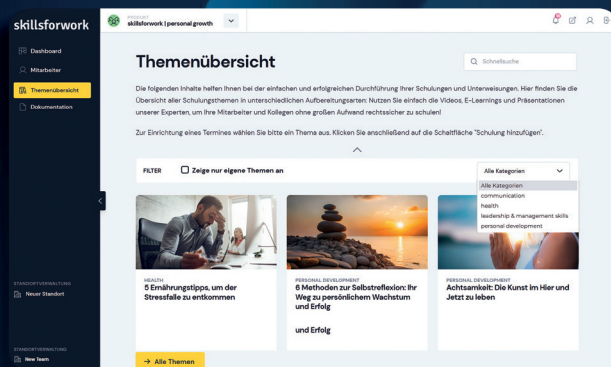 skillsforwork
PRODUKT
skillsforwork | personal growth
Dashboard
Mitarbeiter
Themenübersicht
Dokumentation
STANDORTVERWALTUNG
Neuer Standort
STANDORTVERWALTUNG
New Team
Themenübersicht
Schnellsuche
Die folgenden Inhalte helfen Ihnen bei der einfachen und erfolgreichen Durchführung Ihrer Schulungen und Unterweisungen. Hier finden Sie die
Übersicht aller Schulungsthemen in unterschiedlichen Aufbereitungsarten: Nutzen Sie einfach die Videos, E-Learnings und Präsentationen
unserer Experten, um Ihre Mitarbeiter und Kollegen ohne großen Aufwand rechtssicher zu schulen!
Zur Einrichtung eines Termines wählen Sie bitte ein Thema aus. Klicken Sie anschließend auf die Schaltfläche "Schulung hinzufügen".
FILTER
Zeige nur eigene Themen an
Alle Kategorien
Alle Kategorien
communication
health
leadership & management skills
personal development
HEALTH
5 Ernährungstipps, um der
Stressfalle zu entkommen
PERSONAL DEVELOPMENT
6 Methoden zur Selbstreflexion: Ihr
Weg zu persönlichem Wachstum
und Erfolg
und Erfolg
PERSONAL DEVELOPMENT
Achtsamkeit: Die Kunst im Hier und
Jetzt zu leben
→ Alle Themen